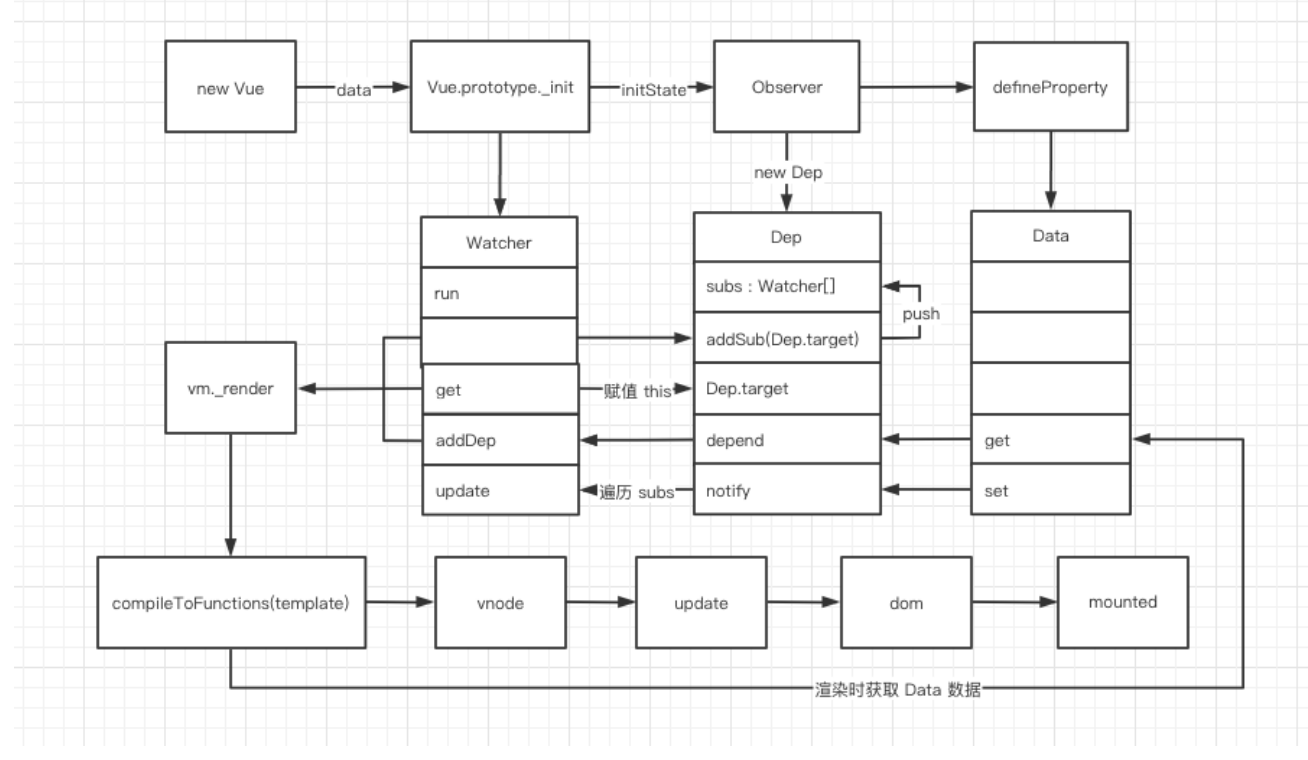 new Vue
data
Vue.prototype._init
initState
Observer
defineProperty
new Dep
Watcher
Dep
Data
run
subs : Watcher[]
push
addSub(Dep.target)
vm._render
get
赋值 this
Dep.target
addDep
depend
get
update
遍历 subs
notify
set
compileToFunctions(template)
vnode
update
dom
mounted
渲染时获取 Data 数据